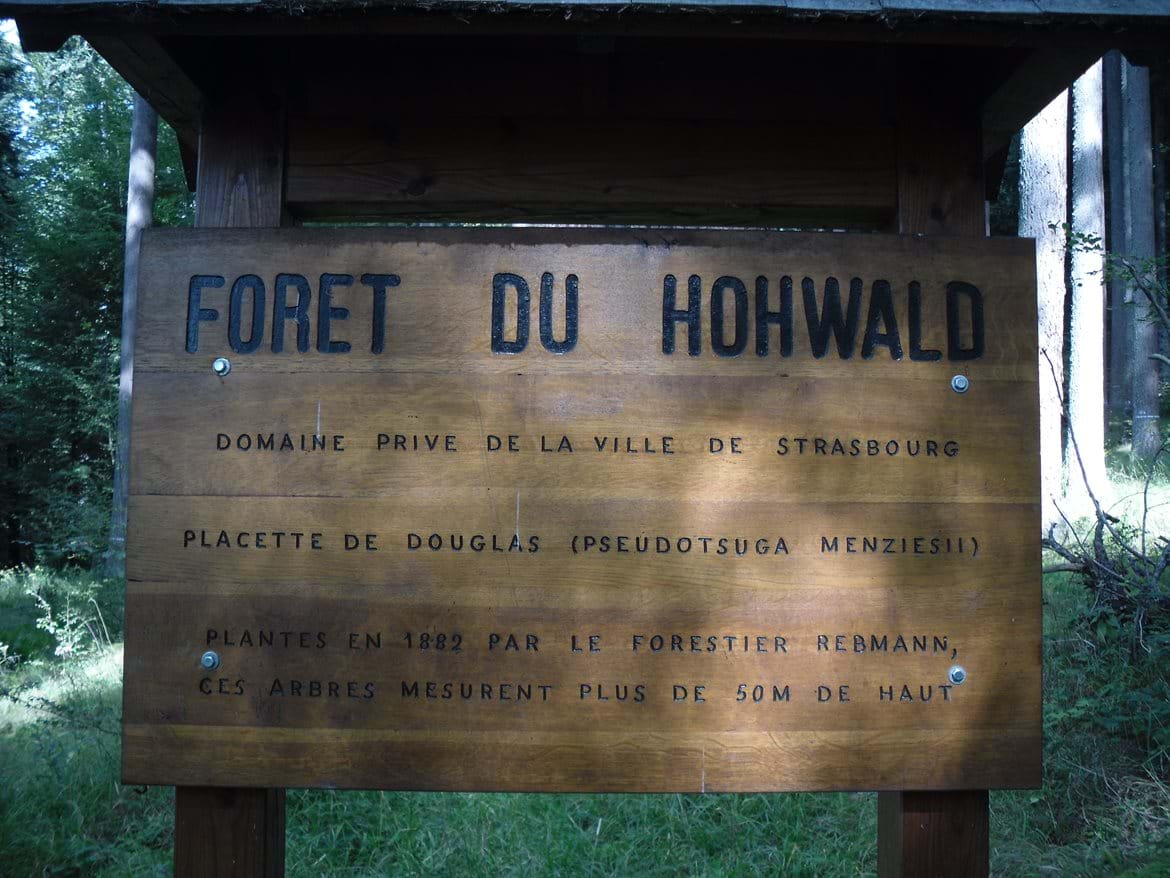 FORET DU HOHWALD
DOMAINE PRIVE DE LA VILLE DE STRASBOURG
PLACETTE DE DOUGLAS (PSEUDOTSUGA MENZIESII)
PLANTES EN 1882 PAR LE FORESTIER REBMANN,
CES ARBRES MESURENT PLUS DE 50M DE HAUT